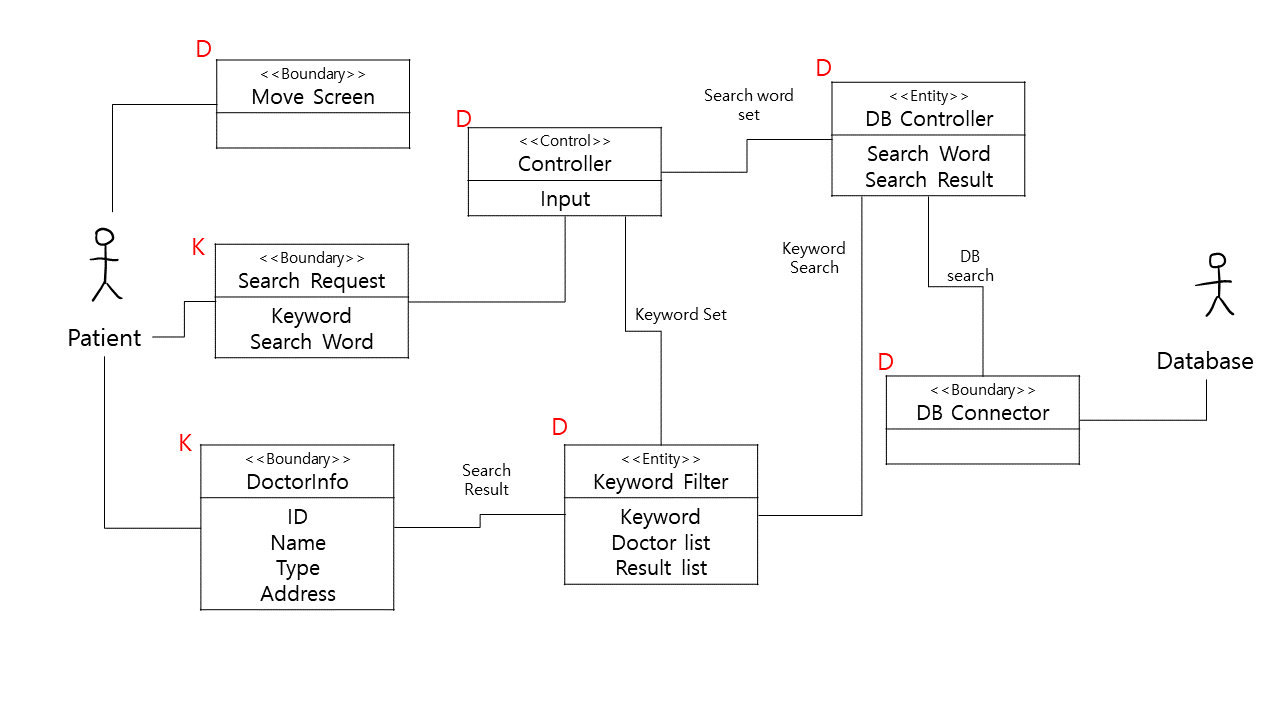 D
<<Boundary>>
Move Screen
D
<<Control>>
Controller
Input
Search word
set
D
<<Entity>>
DB Controller
Search Word
Search Result
Patient
K
<<Boundary>>
Search Request
Keyword
Search Word
Keyword Set
Keyword
Search
DB
search
Database
D
<<Boundary>>
DB Connector
K
<<Boundary>>
DoctorInfo
ID
Name
Type
Address
Search
Result
D
<<Entity>>
Keyword Filter
Keyword
Doctor list
Result list